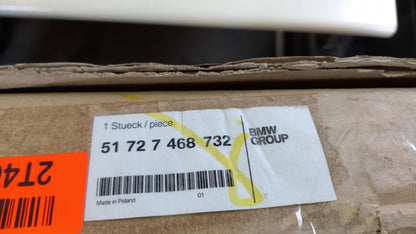 1 Stueck / piece
51 72 7 468 732
BMW
GROUP
01
Made in Poland